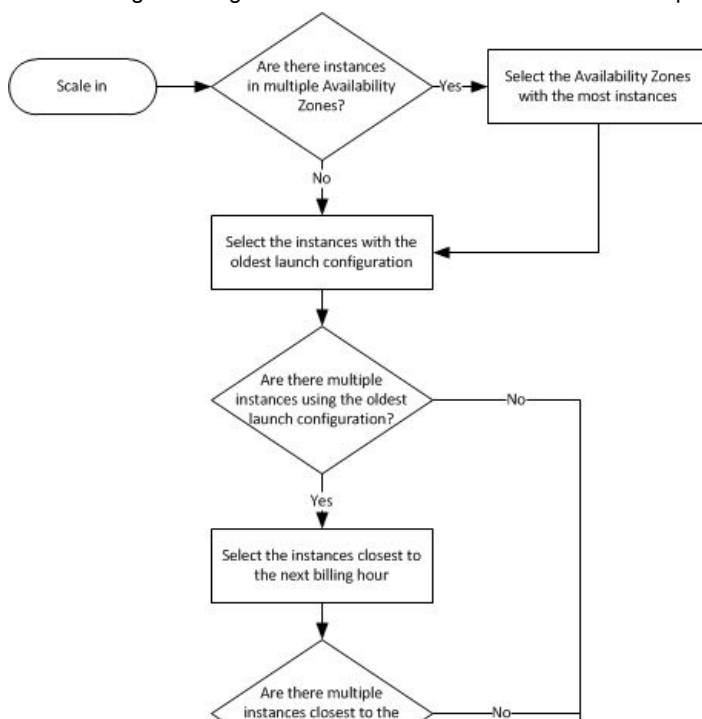 Scale in
Are there instances
in multiple Availability
Zones?
Yes
Select the Availability Zones
with the most instances
No
Select the instances with the
oldest launch configuration
Are there multiple
instances using the oldest
launch configuration?
No
Yes
Select the instances closest to
the next billing hour
Are there multiple
instances closest to the
No